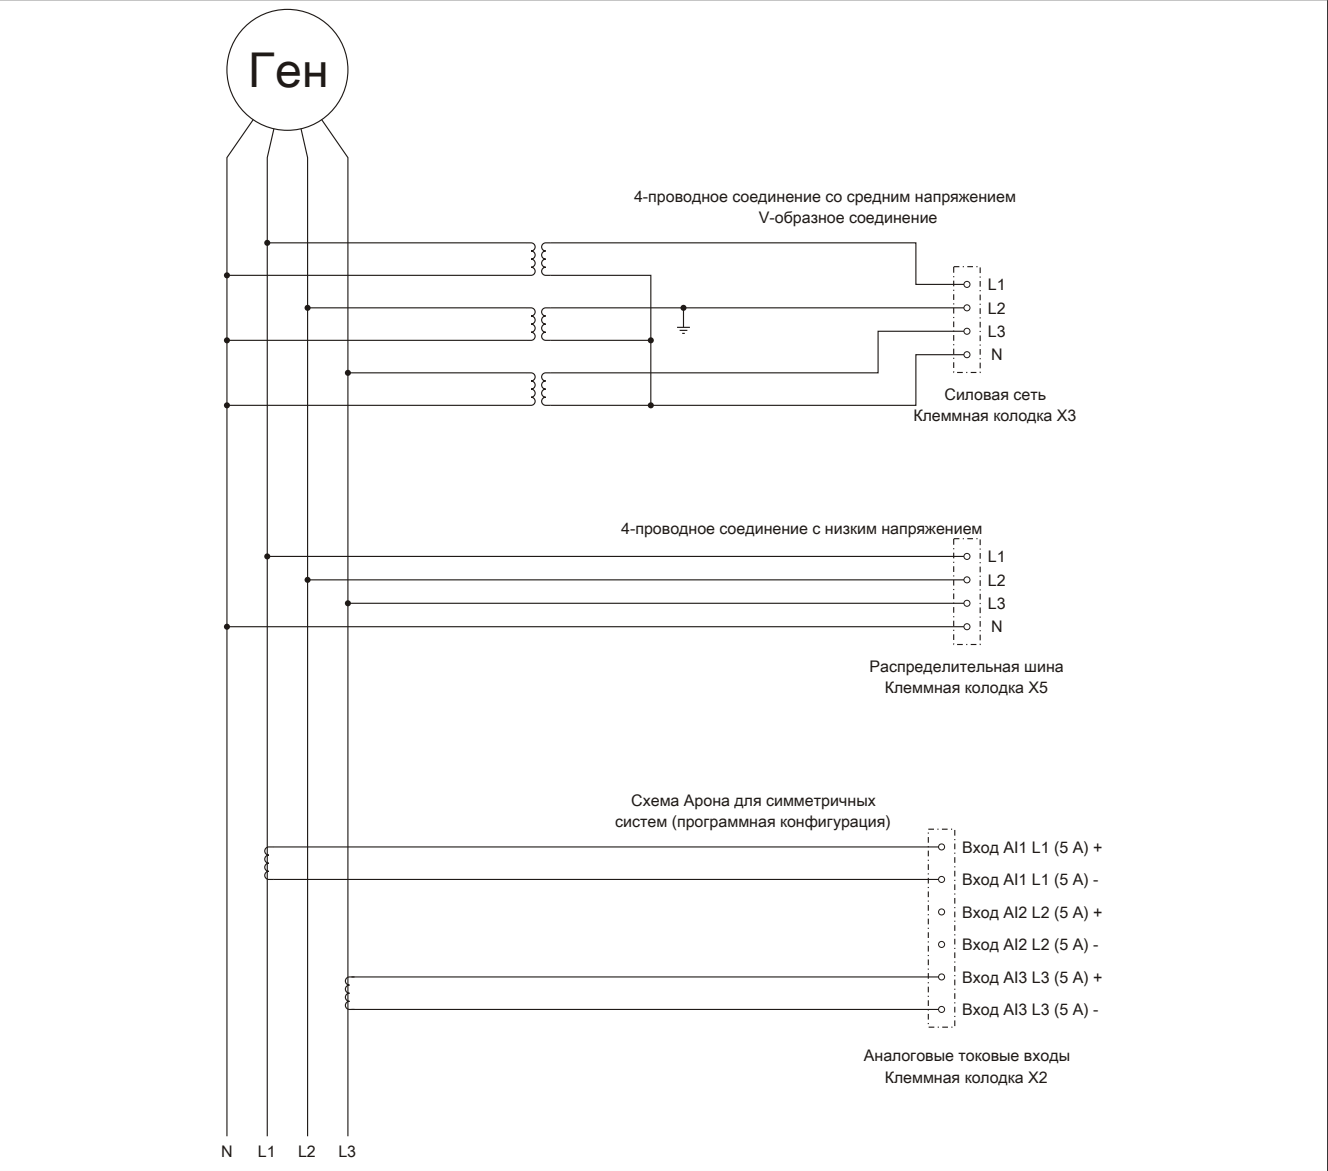 Ген
4-проводное соединение со средним напряжением
V-образное соединение
L1
L2
L3
N
Силовая сеть
Клеммная колодка X3
4-проводное соединение с низким напряжением
L1
L2
L3
N
Распределительная шина
Клеммная колодка X5
Схема Арона для симметричных
систем (программная конфигурация)
Вход AI1 L1 (5 A) +
Вход AI1 L1 (5 A) -
Вход AI2 L2 (5 A) +
Вход AI2 L2 (5 A) -
Вход AI3 L3 (5 A) +
Вход AI3 L3 (5 A) -
Аналоговые токовые входы
Клеммная колодка X2
N L1 L2 L3